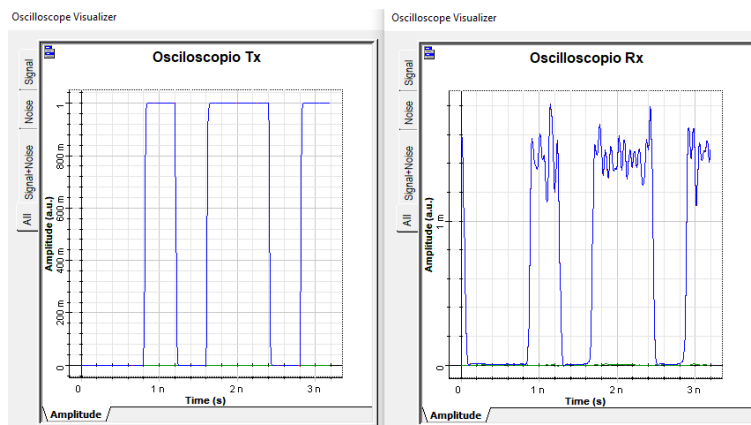 Oscilloscope Visualizer
Osciloscopio Tx
Signal
Noise
Signal+Noise
All
Amplitude (a.u.)
1
800 m
600 m
400 m
200 m
0
0
1 n
2 n
3 n
Time (s)
Amplitude
Oscilloscope Visualizer
Oscilloscopio Rx
Signal
Noise
Signal+Noise
All
Amplitude (a.u.)
1 m
0
0
1 n
2 n
3 n
Time (s)
Amplitude